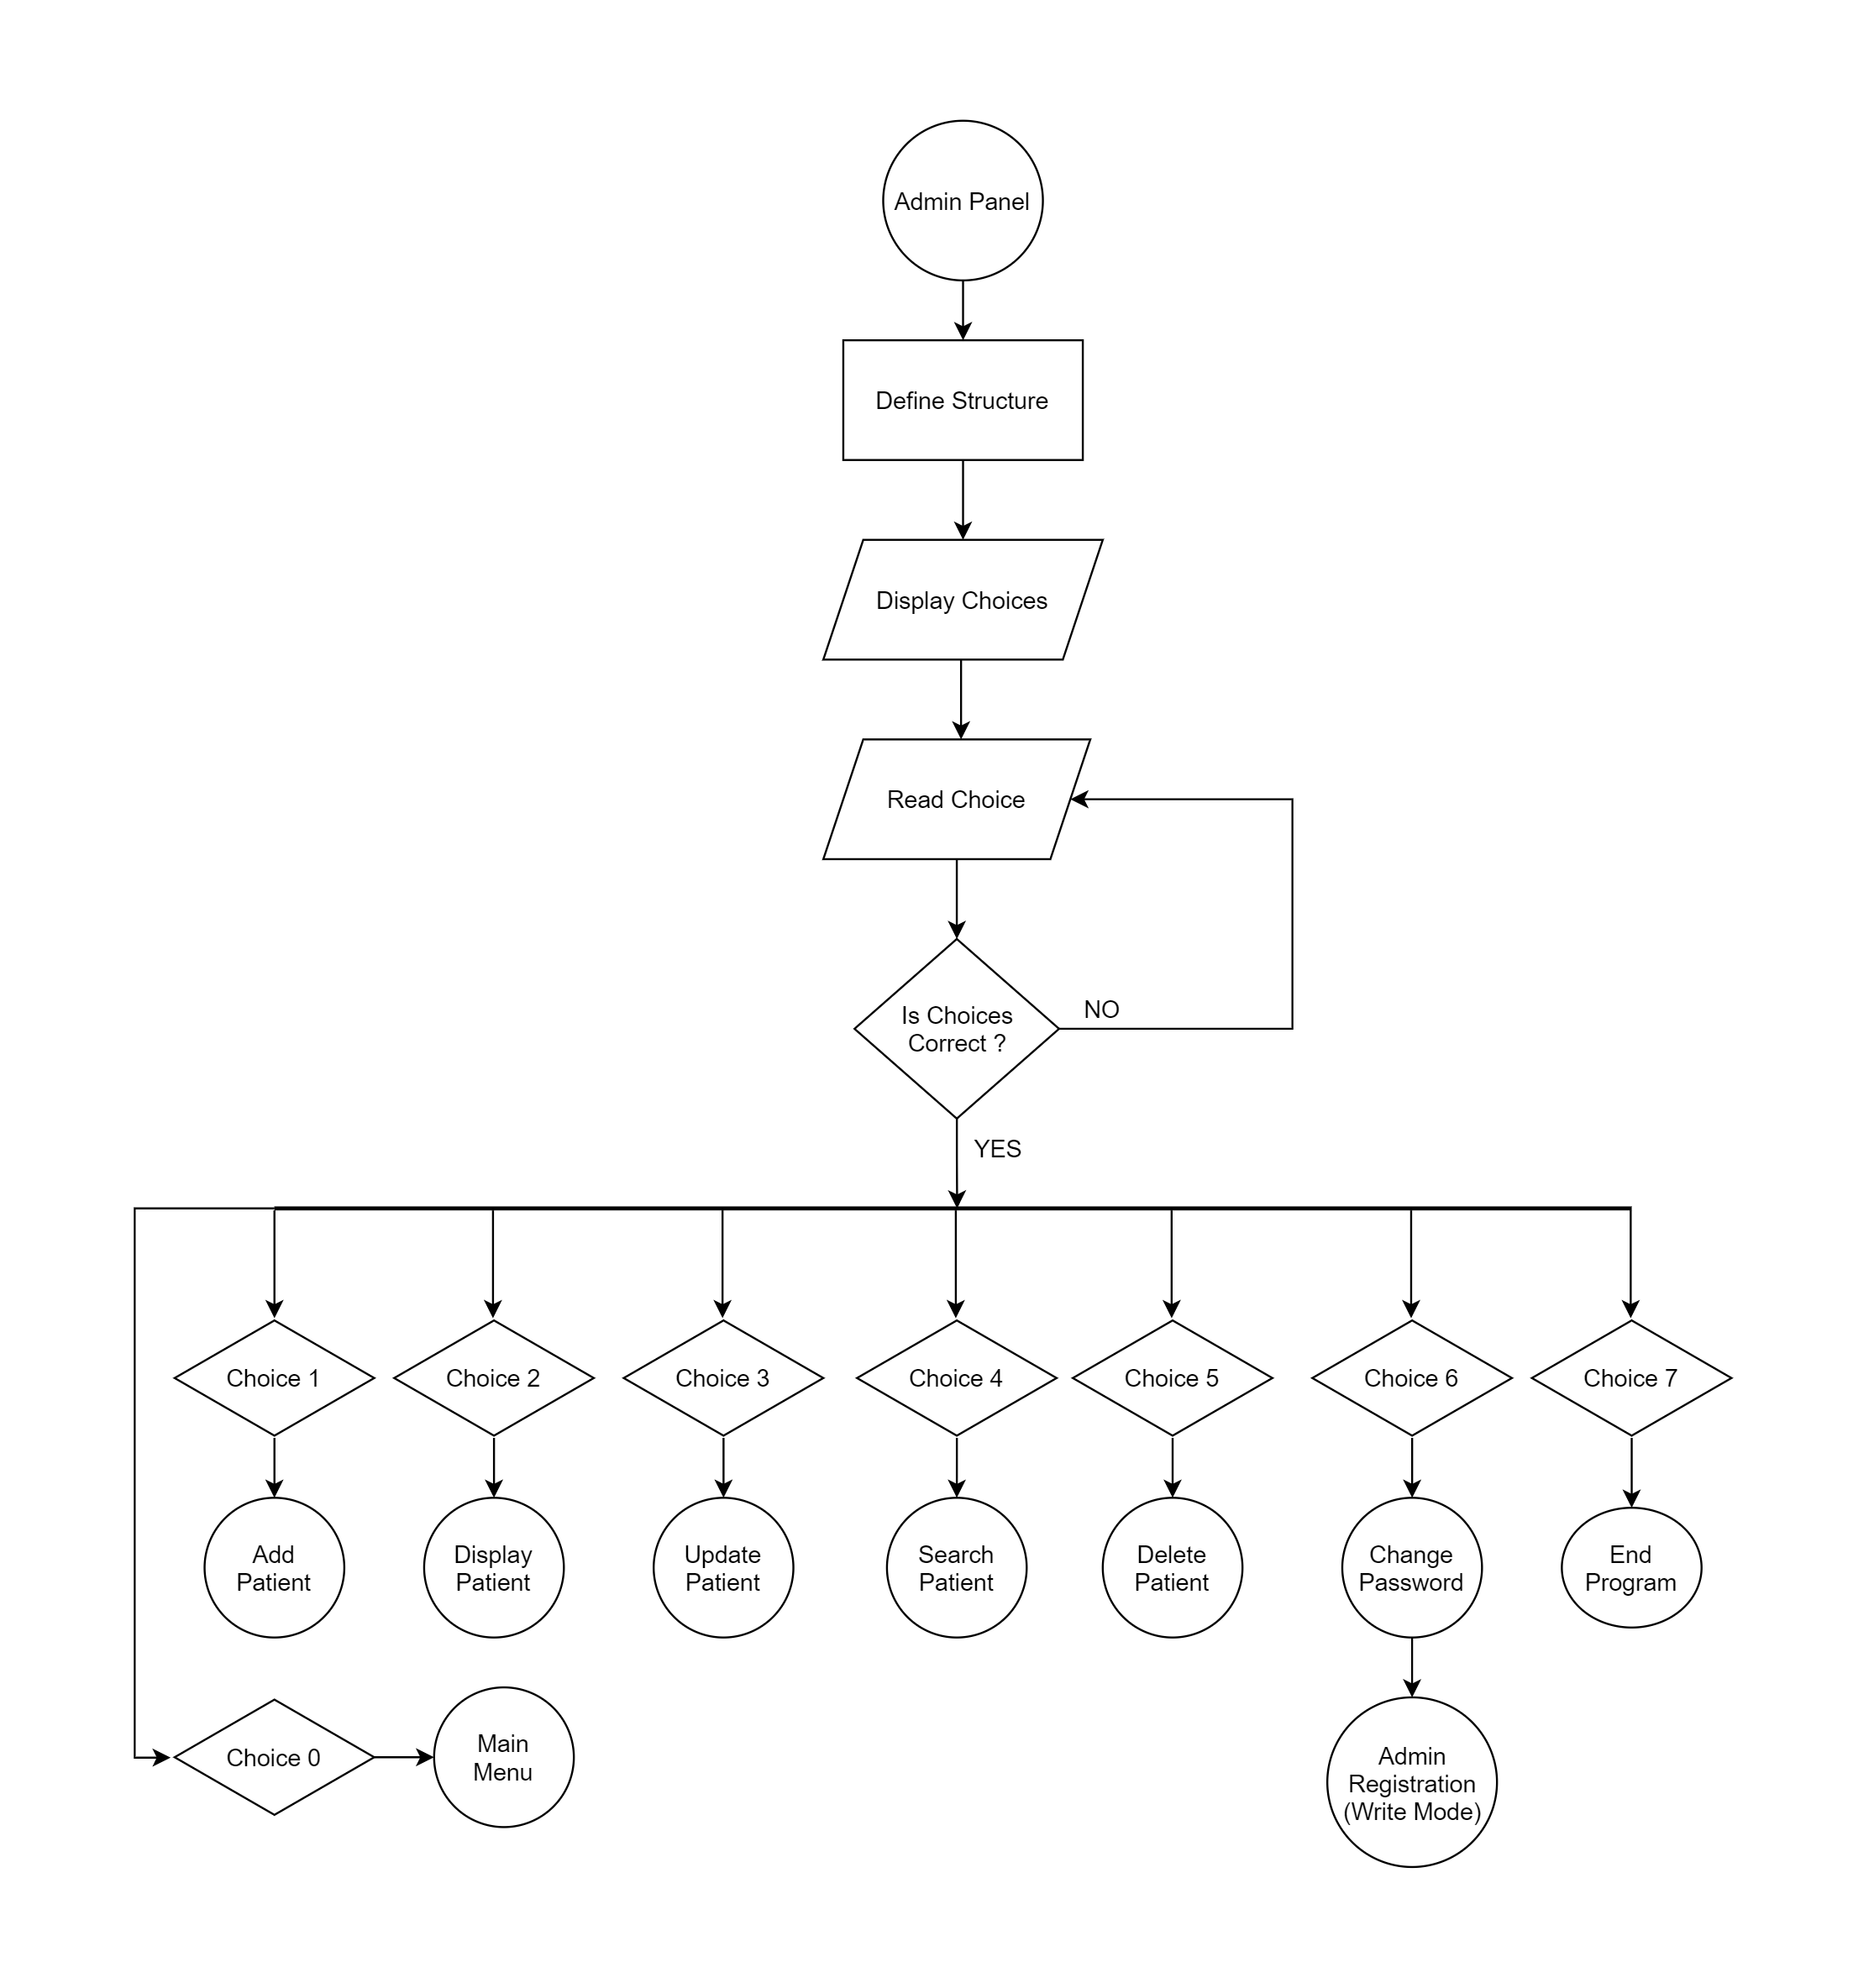 Admin Panel
Define Structure
Display Choices
Read Choice
Is Choices
Correct ?
NO
YES
Choice 1
Choice 2
Choice 3
Choice 4
Choice 5
Choice 6
Choice 7
Add
Patient
Display
Patient
Update
Patient
Search
Patient
Delete
Patient
Change
Password
End
Program
Choice 0
Main
Menu
Admin
Registration
(Write Mode)